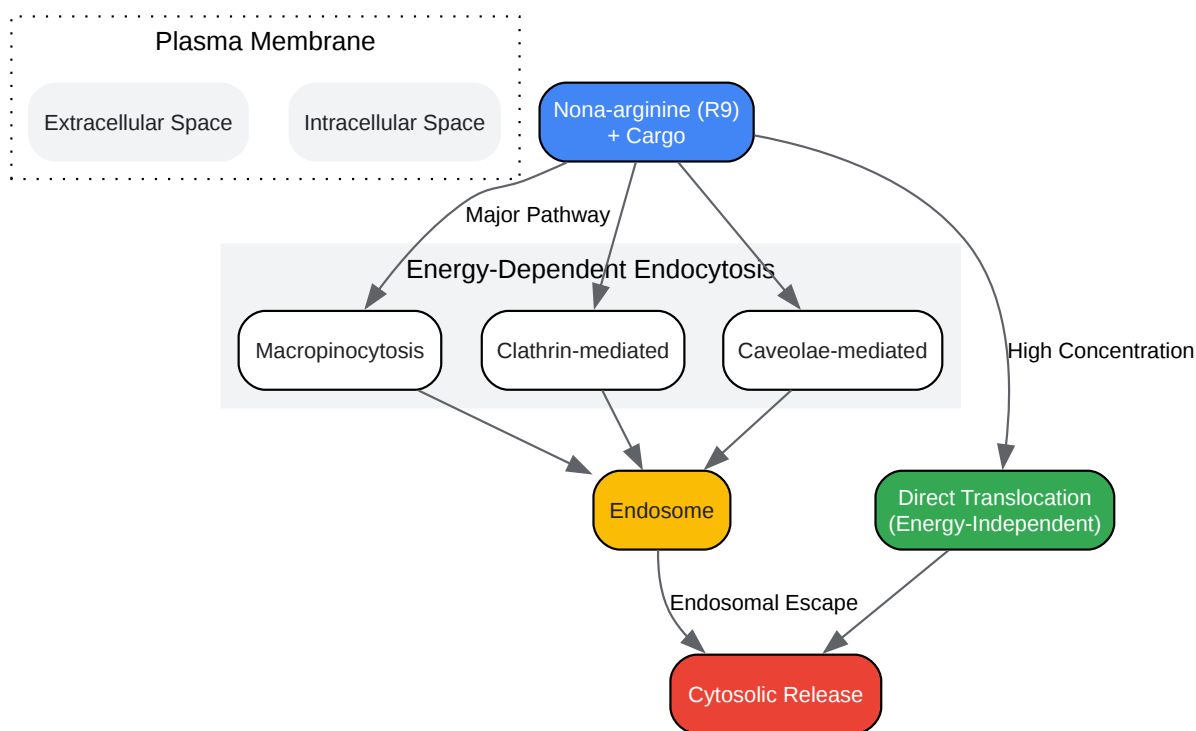 Plasma Membrane
Extracellular Space
Intracellular Space
Nona-arginine (R9)
+ Cargo
Major Pathway
Energy-Dependent Endocytosis
Macropinocytosis
Clathrin-mediated
Caveolae-mediated
High Concentration
Endosome
Direct Translocation
(Energy-Independent)
Endosomal Escape
Cytosolic Release